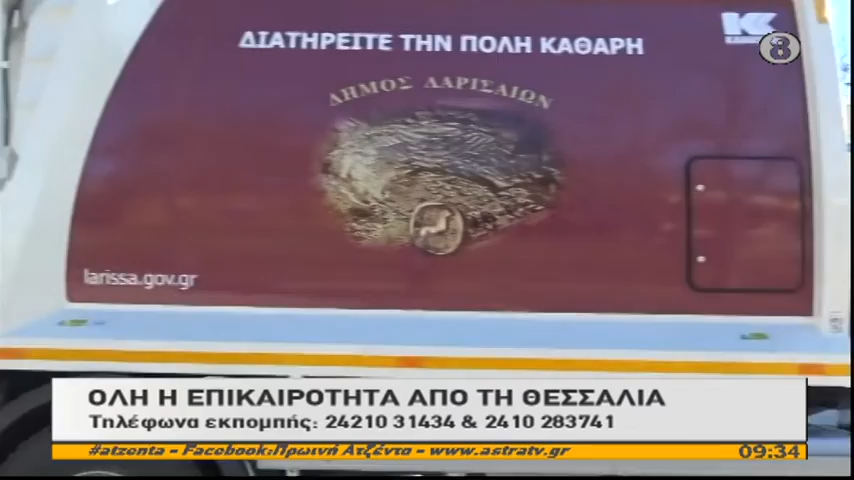 ΔΙΑΤΗΡΕΙΤΕ ΤΗΝ ΠΟΛΗ ΚΑΘΑΡΗ
8
ΔΗΜΟΣ ΛΑΡΙΣΑΙΩΝ
larissa.gov.gr
ΟΛΗ Η ΕΠΙΚΑΙΡΟΤΗΤΑ ΑΠΟ ΤΗ ΘΕΣΣΑΛΙΑ
Τηλέφωνα εκπομπής: 24210 31434 & 2410 283741
#atzenta - Facebook:Πρωινή Ατζέντα - www.astratv.gr 09:34